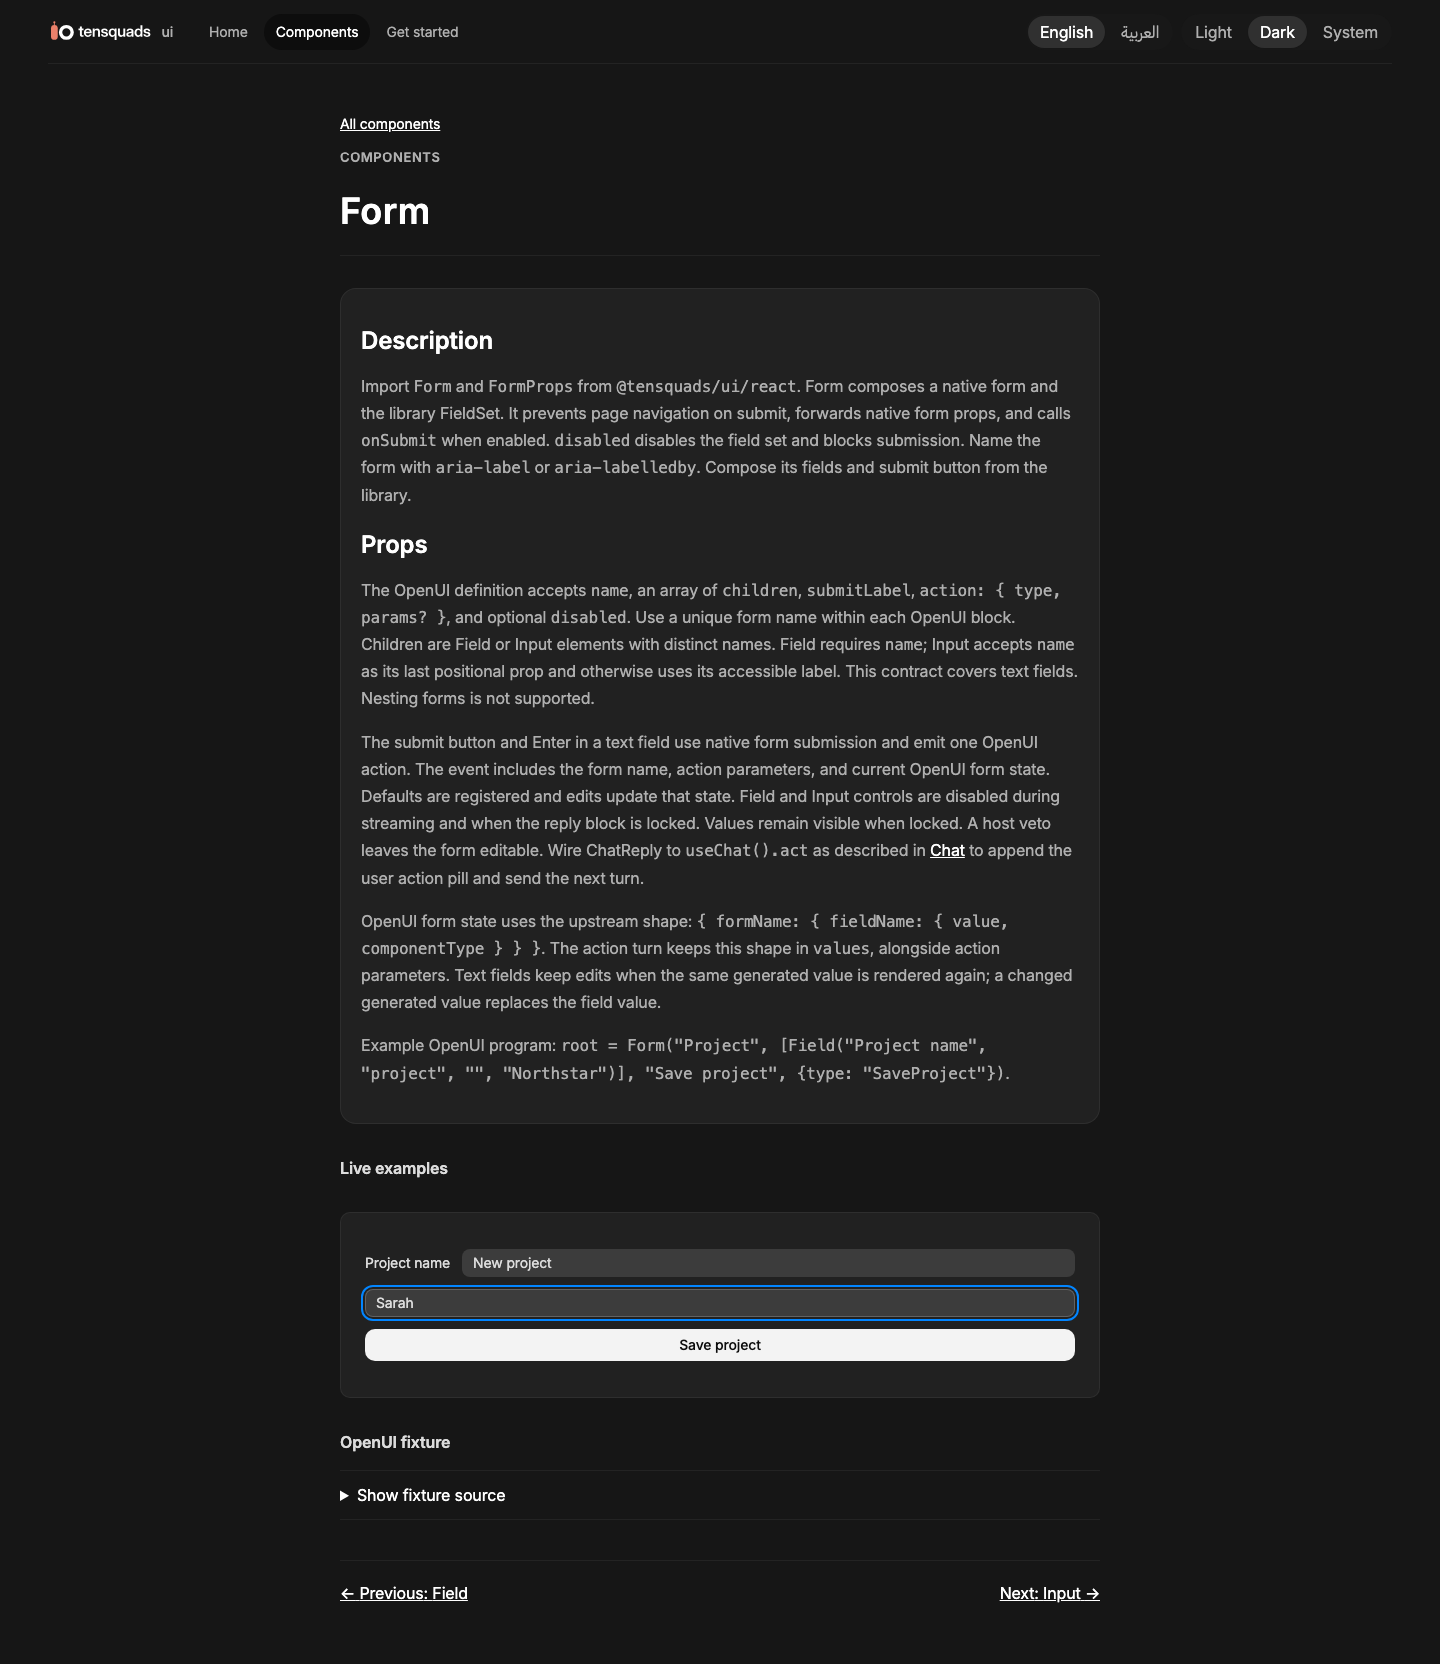 tensquads ui
Home
Components
Get started
English
العربية
Light
Dark
System
All components
COMPONENTS
Form
Description
Import Form and FormProps from @tensquads/ui/react. Form composes a native form and
the library FieldSet. It prevents page navigation on submit, forwards native form props, and calls
onSubmit when enabled. disabled disables the field set and blocks submission. Name the
form with aria-label or aria-labelledby. Compose its fields and submit button from the
library.
Props
The OpenUI definition accepts name, an array of children, submitLabel, action: { type,
params? }, and optional disabled. Use a unique form name within each OpenUI block.
Children are Field or Input elements with distinct names. Field requires name; Input accepts name
as its last positional prop and otherwise uses its accessible label. This contract covers text fields.
Nesting forms is not supported.
The submit button and Enter in a text field use native form submission and emit one OpenUI
action. The event includes the form name, action parameters, and current OpenUI form state.
Defaults are registered and edits update that state. Field and Input controls are disabled during
streaming and when the reply block is locked. Values remain visible when locked. A host veto
leaves the form editable. Wire ChatReply to useChat().act as described in Chat to append the
user action pill and send the next turn.
OpenUI form state uses the upstream shape: { formName: { fieldName: { value,
componentType } } }. The action turn keeps this shape in values, alongside action
parameters. Text fields keep edits when the same generated value is rendered again; a changed
generated value replaces the field value.
Example OpenUI program: root = Form("Project", [Field("Project name",
"project", "", "Northstar")], "Save project", {type: "SaveProject"}).
Live examples
Project name
New project
Sarah
Save project
OpenUI fixture
▶ Show fixture source
← Previous: Field
Next: Input →